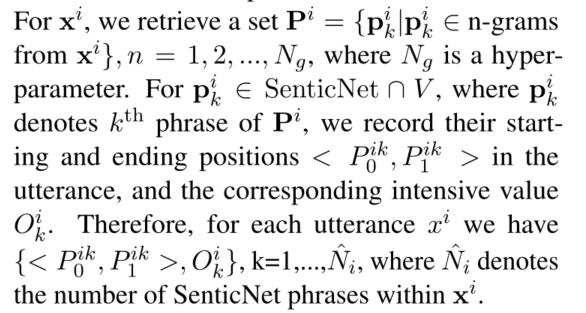 For x^i, we retrieve a set P^i = {p_k^i|p_k^i ∈ n-grams
from x^i}, n = 1, 2, ..., N_g, where N_g is a hyper-
parameter. For p_k^i ∈ SenticNet ∩ V, where p_k^i
denotes k^th phrase of P^i, we record their start-
ing and ending positions < P_0^{ik}, P_1^{ik} > in the
utterance, and the corresponding intensive value
O_k^i. Therefore, for each utterance x^i we have
{< P_0^{ik}, P_1^{ik} >, O_k^i}, k=1,...,N̂_i, where N̂_i denotes
the number of SenticNet phrases within x^i.